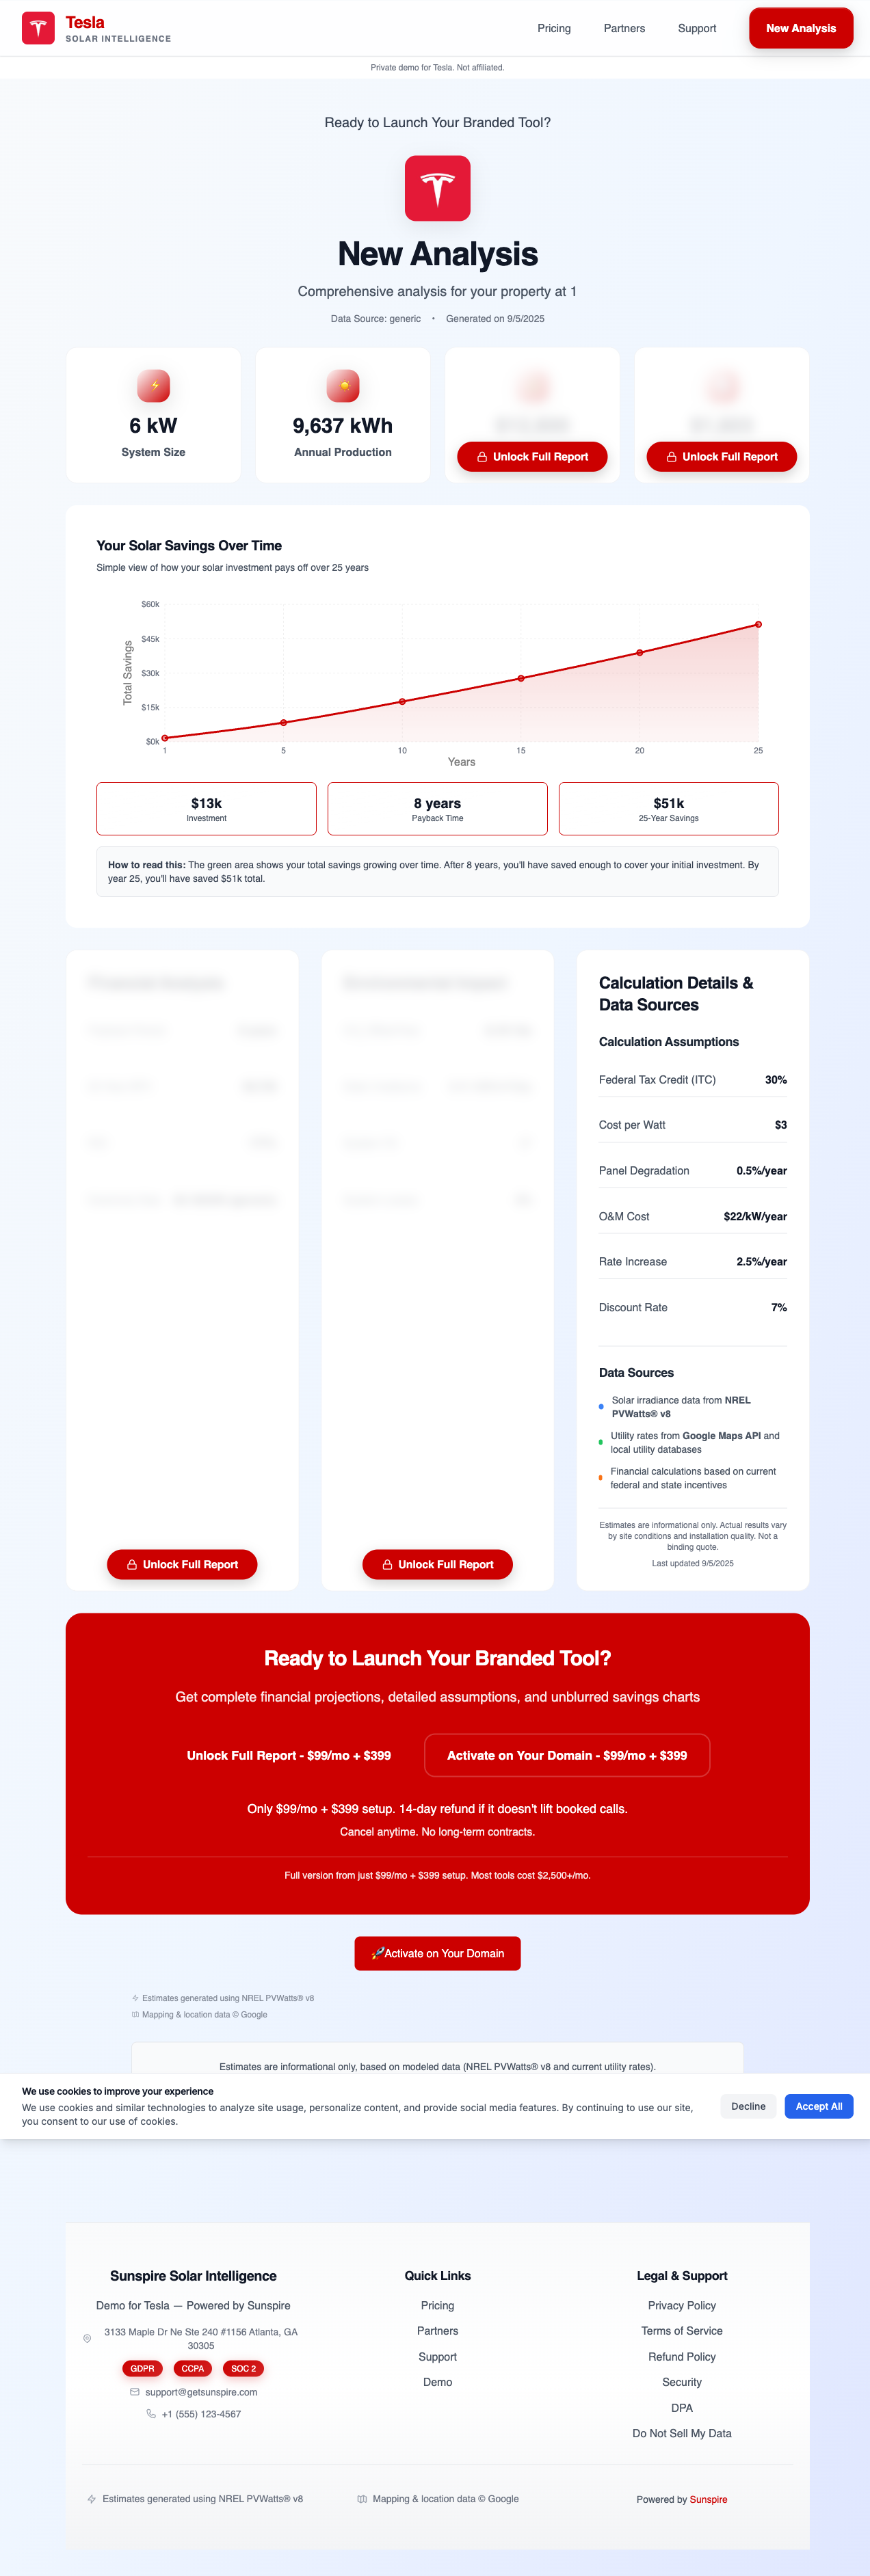 Tesla
SOLAR INTELLIGENCE
Pricing
Partners
Support
New Analysis
Private demo for Tesla. Not affiliated.
Ready to Launch Your Branded Tool?
New Analysis
Comprehensive analysis for your property at 1
Data Source: generic • Generated on 9/5/2025
6 kW
System Size
9,637 kWh
Annual Production
Unlock Full Report
Unlock Full Report
Your Solar Savings Over Time
Simple view of how your solar investment pays off over 25 years
$60k
$45k
$30k
$15k
$0k
Total Savings
1
5
10
15
20
25
Years
$13k
Investment
8 years
Payback Time
$51k
25-Year Savings
How to read this: The green area shows your total savings growing over time. After 8 years, you'll have saved enough to cover your initial investment. By
year 25, you'll have saved $51k total.
Unlock Full Report
Unlock Full Report
Calculation Details &
Data Sources
Calculation Assumptions
Federal Tax Credit (ITC) 30%
Cost per Watt $3
Panel Degradation 0.5%/year
O&M Cost $22/kW/year
Rate Increase 2.5%/year
Discount Rate 7%
Data Sources
Solar irradiance data from NREL
PVWatts® v8
Utility rates from Google Maps API and
local utility databases
Financial calculations based on current
federal and state incentives
Estimates are informational only. Actual results vary
by site conditions and installation quality. Not a
binding quote.
Last updated 9/5/2025
Ready to Launch Your Branded Tool?
Get complete financial projections, detailed assumptions, and unblurred savings charts
Unlock Full Report - $99/mo + $399
Activate on Your Domain - $99/mo + $399
Only $99/mo + $399 setup. 14-day refund if it doesn't lift booked calls.
Cancel anytime. No long-term contracts.
Full version from just $99/mo + $399 setup. Most tools cost $2,500+/mo.
🚀Activate on Your Domain
Estimates generated using NREL PVWatts® v8
Mapping & location data © Google
Estimates are informational only, based on modeled data (NREL PVWatts® v8 and current utility rates).
We use cookies to improve your experience
We use cookies and similar technologies to analyze site usage, personalize content, and provide social media features. By continuing to use our site,
you consent to our use of cookies.
Decline
Accept All
Sunspire Solar Intelligence
Demo for Tesla — Powered by Sunspire
3133 Maple Dr Ne Ste 240 #1156 Atlanta, GA
30305
GDPR
CCPA
SOC 2
support@getsunspire.com
+1 (555) 123-4567
Quick Links
Pricing
Partners
Support
Demo
Legal & Support
Privacy Policy
Terms of Service
Refund Policy
Security
DPA
Do Not Sell My Data
Estimates generated using NREL PVWatts® v8
Mapping & location data © Google
Powered by Sunspire